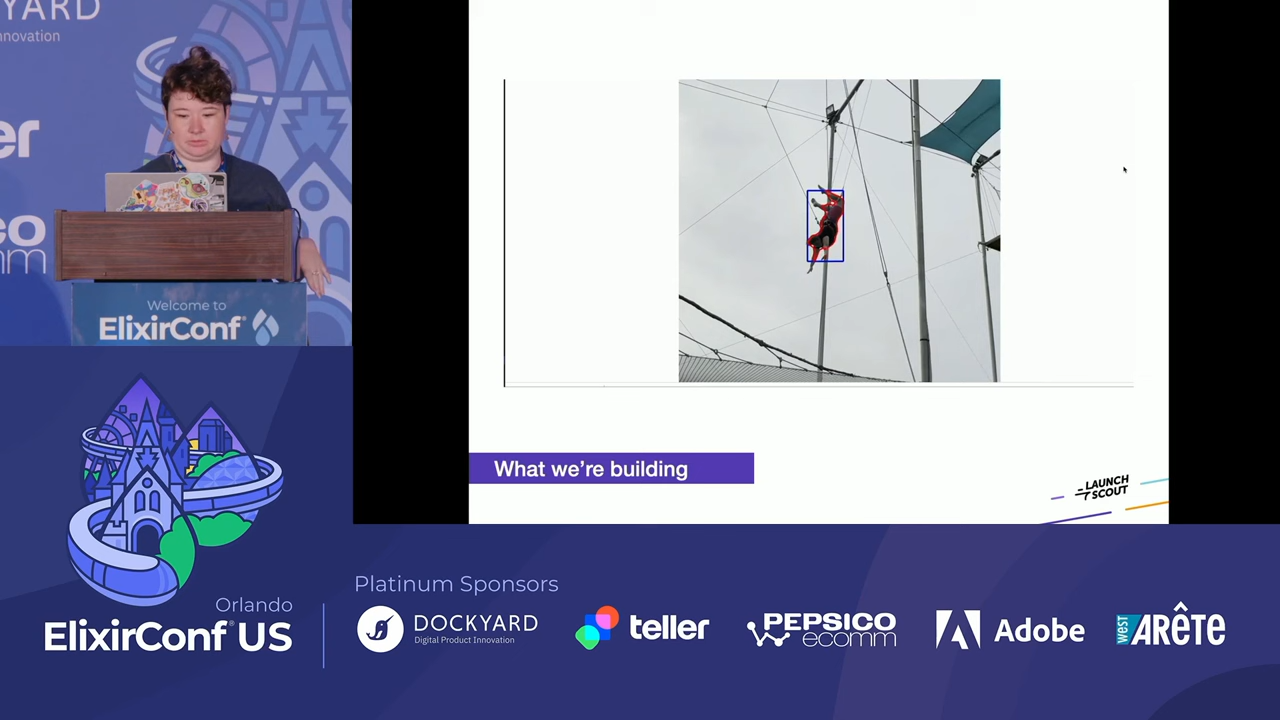 YARD
nnovation
er
co
mm
Welcome to
ElixirConf
What we're building
LAUNCH
SCOUT
Orlando
ElixirConf® US
Platinum Sponsors
DOCKYARD
Digital Product Innovation
teller
PEPSICO
ecomm
Adobe
west ARÊTE